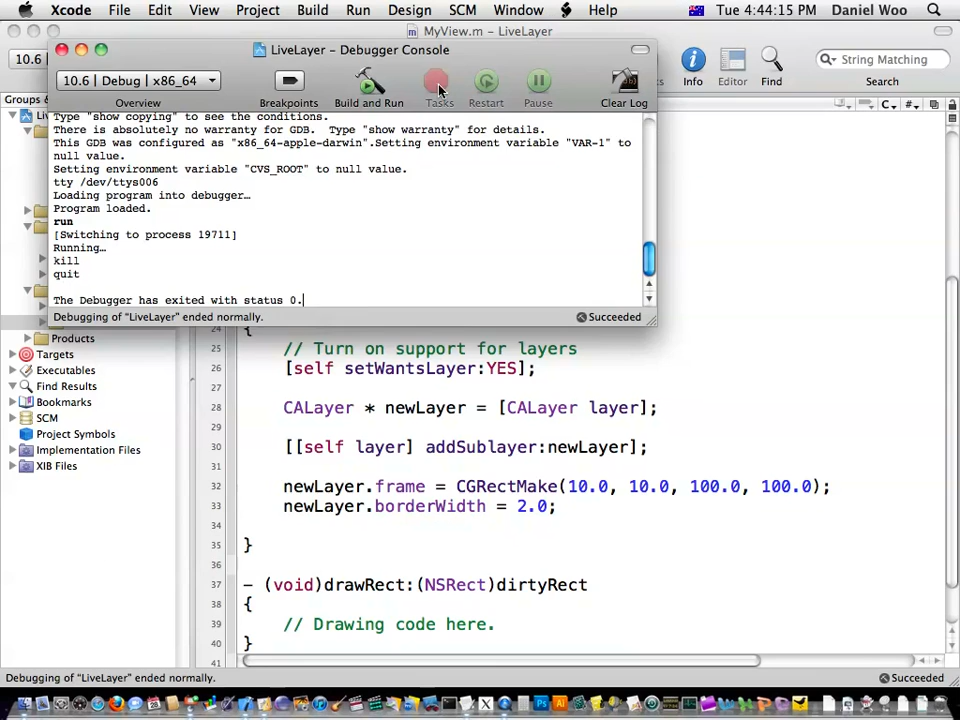 Xcode File Edit View Project Build Run Design SCM Window Help Tue 4:44:15 PM Daniel Woo
MyView.m – LiveLayer
LiveLayer – Debugger Console
10.6
10.6 | Debug | x86_64
String Matching
Overview Breakpoints Build and Run Tasks Restart Pause Clear Log
Info Editor Find Search
Groups &
C
#
Type "show copying" to see the conditions.
There is absolutely no warranty for GDB. Type "show warranty" for details.
This GDB was configured as "x86_64-apple-darwin".Setting environment variable "VAR-1" to
null value.
Setting environment variable "CVS_ROOT" to null value.
tty /dev/ttys006
Loading program into debugger…
Program loaded.
run
[Switching to process 19711]
Running…
kill
quit
The Debugger has exited with status 0.
Debugging of "LiveLayer" ended normally. Succeeded
Products
Targets
Executables
Find Results
Bookmarks
SCM
Project Symbols
Implementation Files
XIB Files
24 {
25 // Turn on support for layers
26 [self setWantsLayer:YES];
27
28 CALayer * newLayer = [CALayer layer];
29
30 [[self layer] addSublayer:newLayer];
31
32 newLayer.frame = CGRectMake(10.0, 10.0, 100.0, 100.0);
33 newLayer.borderWidth = 2.0;
34
35 }
36
37 – (void)drawRect:(NSRect)dirtyRect
38 {
39 // Drawing code here.
40 }
41
Debugging of "LiveLayer" ended normally. Succeeded